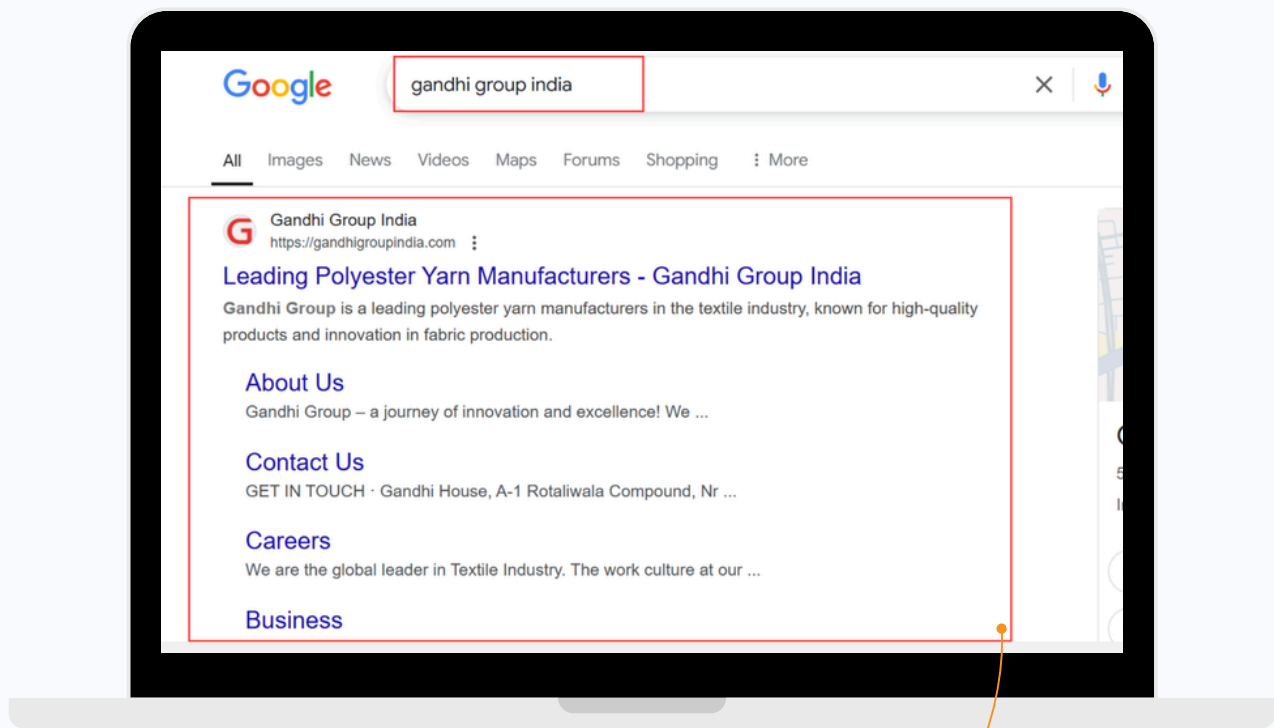 Google
gandhi group india
All Images News Videos Maps Forums Shopping More
G
Gandhi Group India
https://gandhigroupindia.com
Leading Polyester Yarn Manufacturers - Gandhi Group India
Gandhi Group is a leading polyester yarn manufacturers in the textile industry, known for high-quality
products and innovation in fabric production.
About Us
Gandhi Group – a journey of innovation and excellence! We ...
Contact Us
GET IN TOUCH · Gandhi House, A-1 Rotaliwala Compound, Nr ...
Careers
We are the global leader in Textile Industry. The work culture at our ...
Business